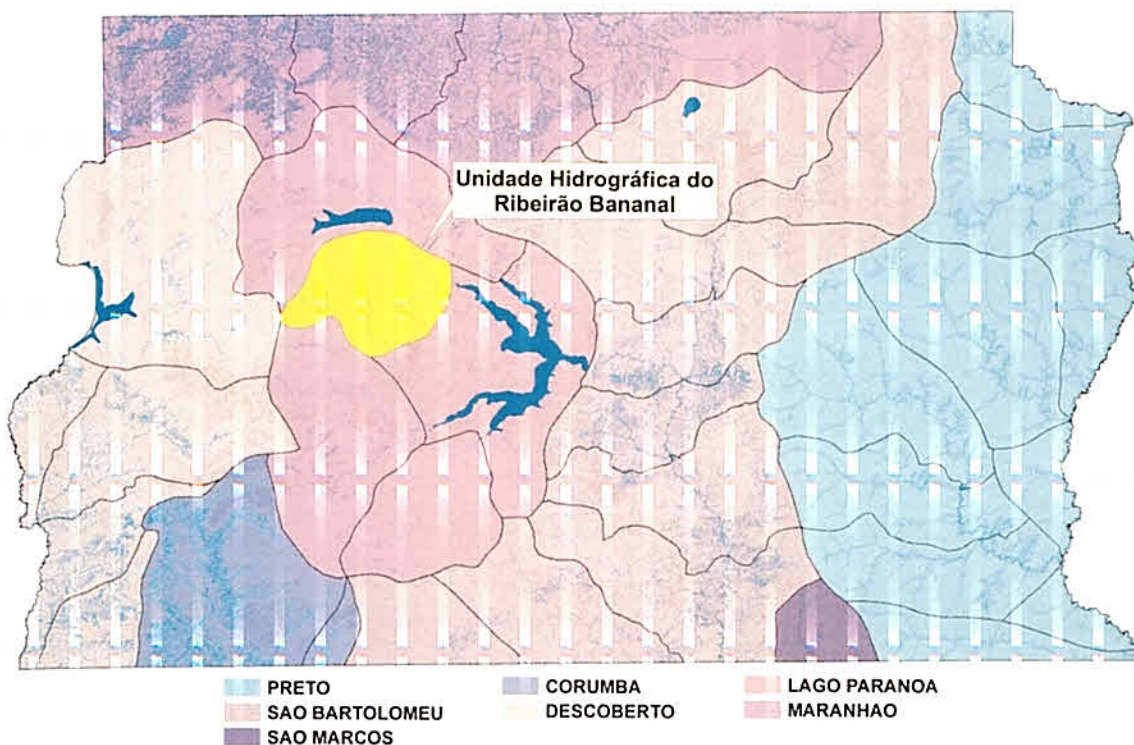 Unidade Hidrográfica do
Ribeirão Bananal
PRETO
SAO BARTOLOMEU
SAO MARCOS
CORUMBA
DESCOBERTO
LAGO PARANOA
MARANHAO